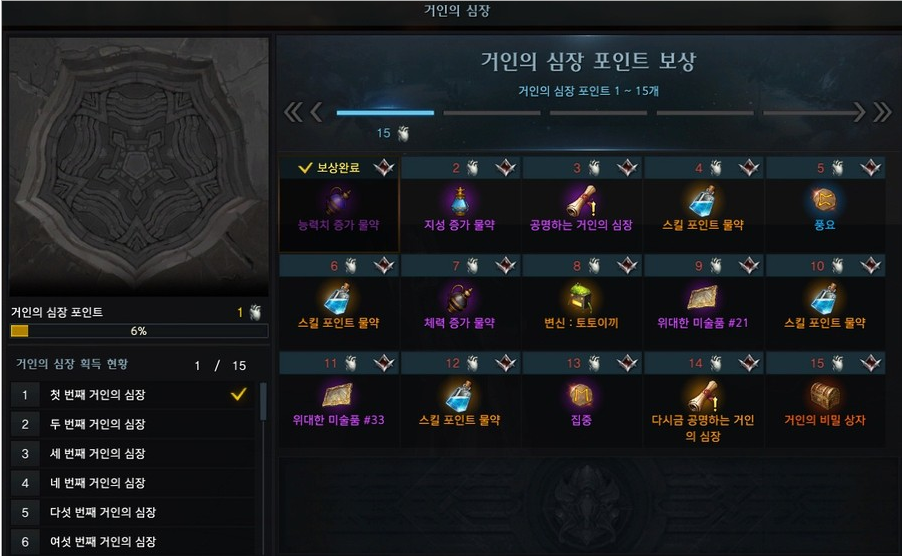 거인의 심장
거인의 심장 포인트 보상
거인의 심장 포인트 1 ~ 15개
15
보상완료
2
3
4
5
능력치 증가 물약
지성 증가 물약
공명하는 거인의 심장
스킬 포인트 물약
풍요
6
7
8
9
10
스킬 포인트 물약
체력 증가 물약
변신 : 토토이끼
위대한 미술품 #21
스킬 포인트 물약
11
12
13
14
15
위대한 미술품 #33
스킬 포인트 물약
집중
다시금 공명하는 거인
의 심장
거인의 비밀 상자
거인의 심장 포인트
1
6%
거인의 심장 획득 현황
1 / 15
1 첫 번째 거인의 심장
2 두 번째 거인의 심장
3 세 번째 거인의 심장
4 네 번째 거인의 심장
5 다섯 번째 거인의 심장
6 여섯 번째 거인의 심장